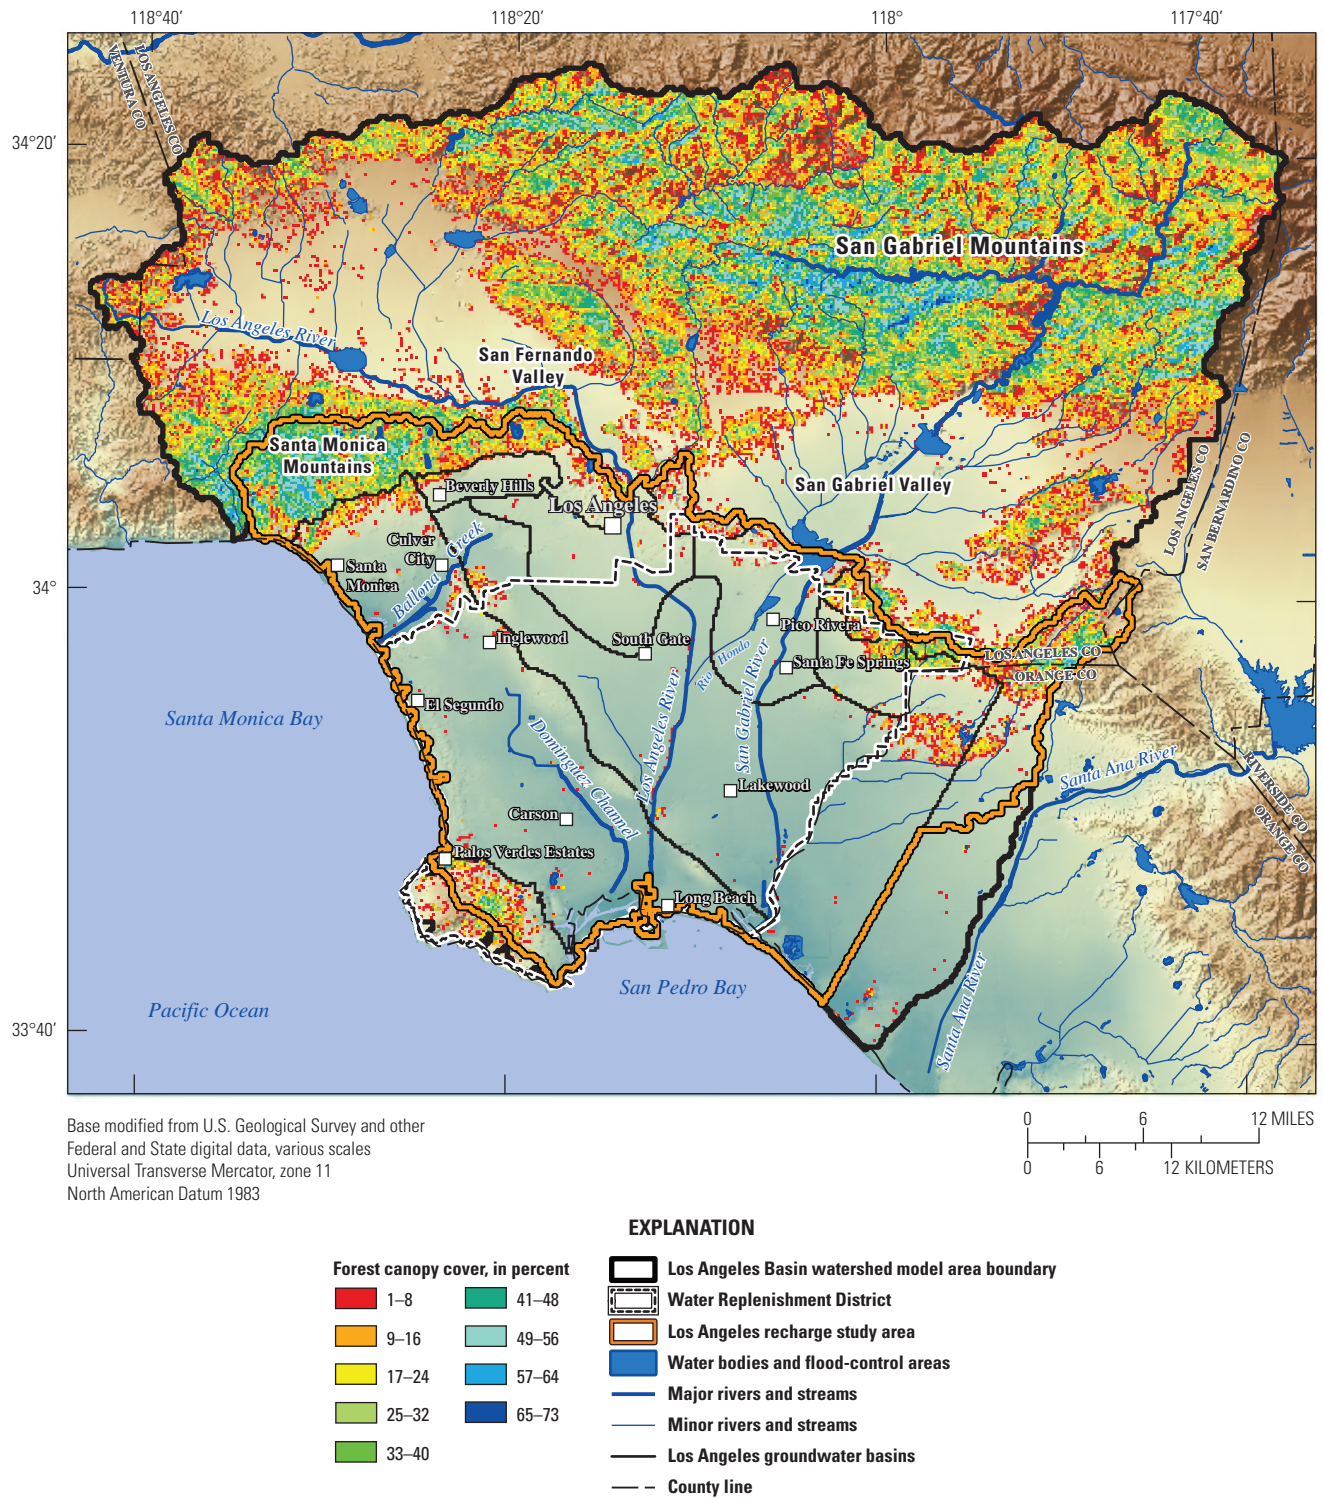 118°40′
118°20′
118°
117°40′
34°20′
34°
33°40′
VENTURA CO
LOS ANGELES CO
San Gabriel Mountains
Los Angeles River
San Fernando
Valley
Santa Monica
Mountains
San Gabriel Valley
LOS ANGELES CO
SAN BERNARDINO CO
Beverly Hills
Los Angeles
Culver
City
Ballona Creek
Santa
Monica
Inglewood
South Gate
Pico Rivera
Rio Hondo
Santa Fe Springs
LOS ANGELES CO
ORANGE CO
El Segundo
Santa Monica Bay
Dominguez Channel
Los Angeles River
San Gabriel River
Santa Ana River
RIVERSIDE CO
ORANGE CO
Lakewood
Carson
Palos Verdes Estates
Long Beach
San Pedro Bay
Pacific Ocean
Santa Ana River
Base modified from U.S. Geological Survey and other
Federal and State digital data, various scales
Universal Transverse Mercator, zone 11
North American Datum 1983
0 6 12 MILES
0 6 12 KILOMETERS
EXPLANATION
Forest canopy cover, in percent
1–8
9–16
17–24
25–32
33–40
41–48
49–56
57–64
65–73
Los Angeles Basin watershed model area boundary
Water Replenishment District
Los Angeles recharge study area
Water bodies and flood-control areas
Major rivers and streams
Minor rivers and streams
Los Angeles groundwater basins
County line